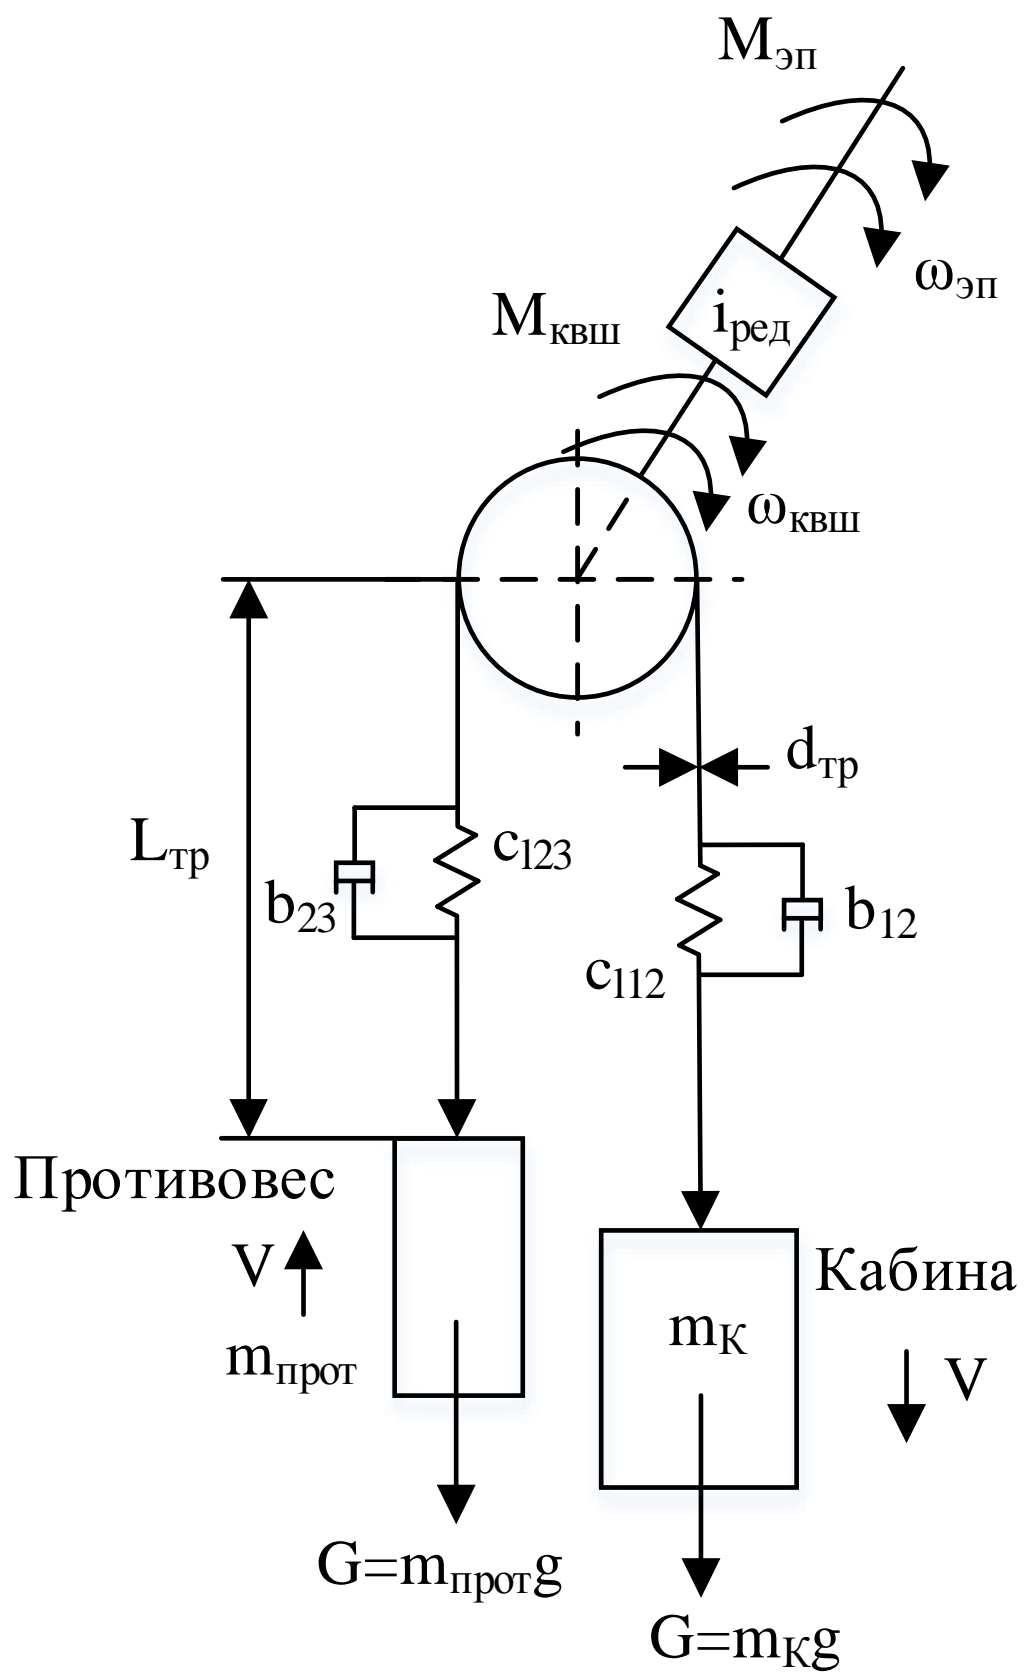 Mэп
ωэп
iред
Mквш
ωквш
dтр
Lтр
cl23
b23
b12
cl12
Противовес
V
mпрот
Кабина
mК
V
G=mпротg
G=mКg